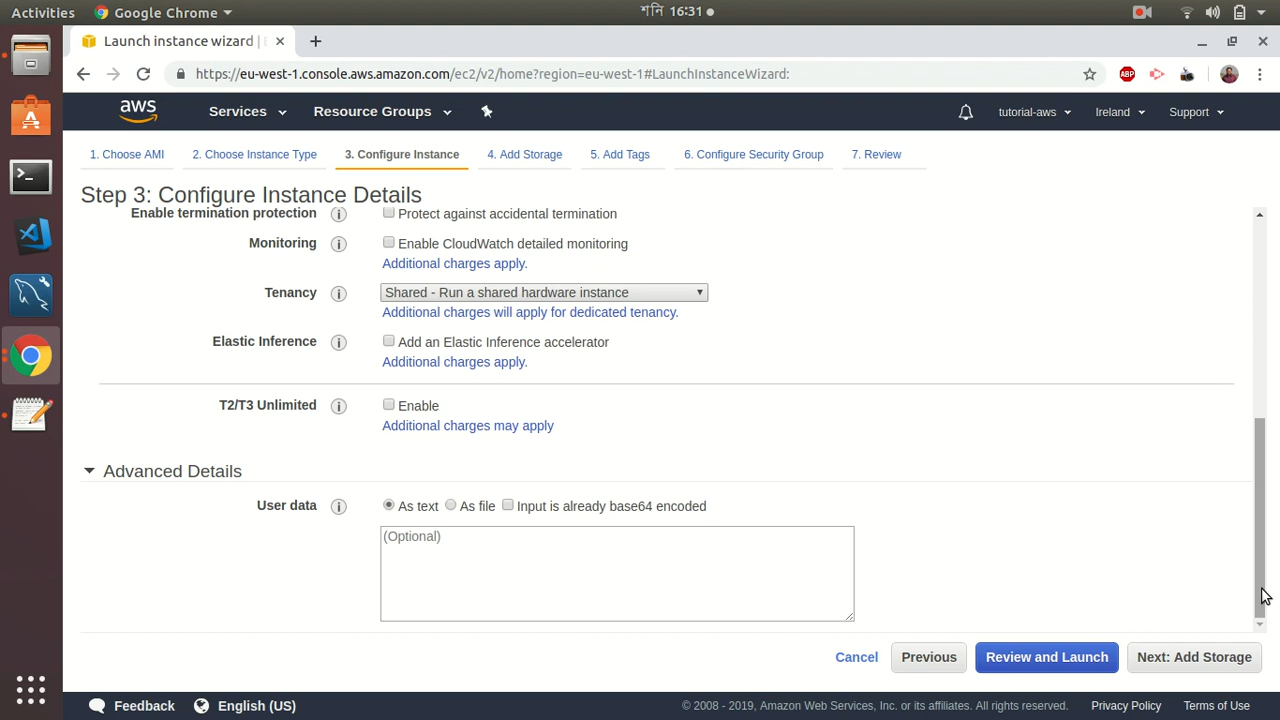 Activities Google Chrome শনি 16:31
Launch instance wizard |
https://eu-west-1.console.aws.amazon.com/ec2/v2/home?region=eu-west-1#LaunchInstanceWizard:
ABP
aws Services Resource Groups tutorial-aws Ireland Support
1. Choose AMI 2. Choose Instance Type 3. Configure Instance 4. Add Storage 5. Add Tags 6. Configure Security Group 7. Review
Step 3: Configure Instance Details
Enable termination protection i Protect against accidental termination
Monitoring i Enable CloudWatch detailed monitoring
Additional charges apply.
Tenancy i Shared - Run a shared hardware instance
Additional charges will apply for dedicated tenancy.
Elastic Inference i Add an Elastic Inference accelerator
Additional charges apply.
T2/T3 Unlimited i Enable
Additional charges may apply
Advanced Details
User data i As text As file Input is already base64 encoded
(Optional)
Cancel Previous Review and Launch Next: Add Storage
Feedback English (US) © 2008 - 2019, Amazon Web Services, Inc. or its affiliates. All rights reserved. Privacy Policy Terms of Use